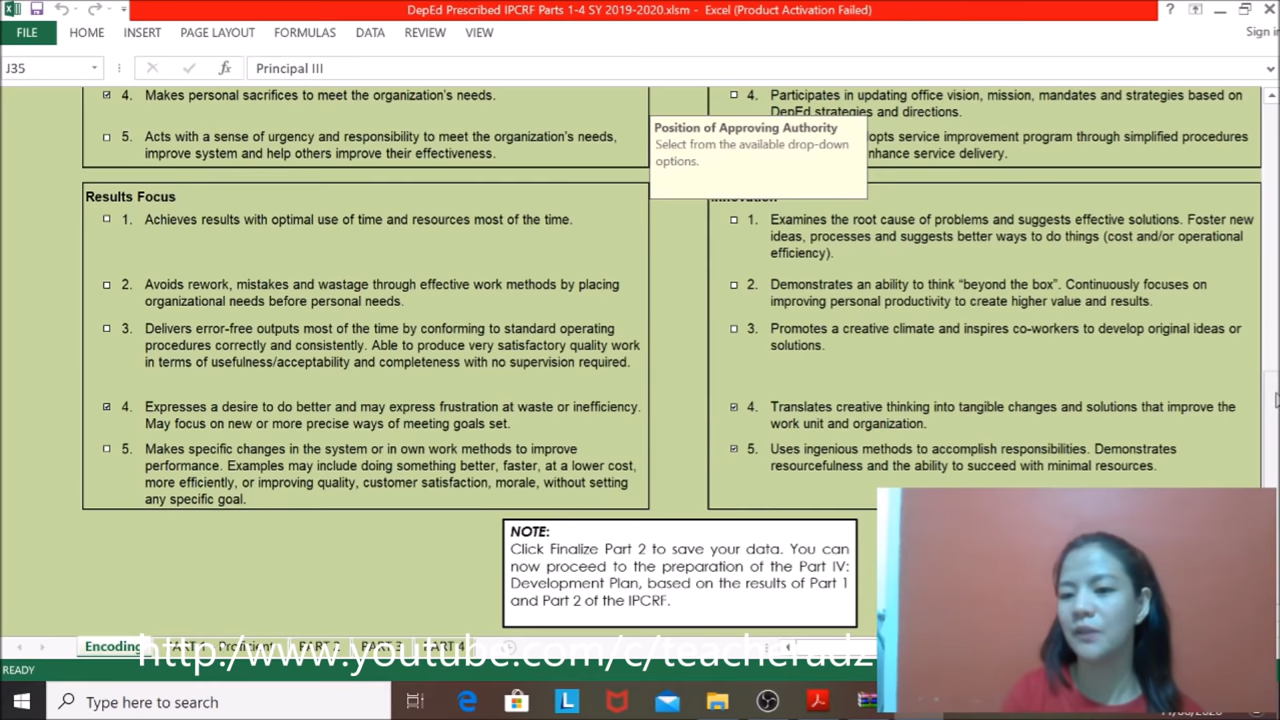 DepEd Prescribed IPCRF Parts 1-4 SY 2019-2020.xlsm - Excel (Product Activation Failed)
FILE HOME INSERT PAGE LAYOUT FORMULAS DATA REVIEW VIEW Sign in
J35 fx Principal III
4. Makes personal sacrifices to meet the organization's needs.
5. Acts with a sense of urgency and responsibility to meet the organization's needs,
improve system and help others improve their effectiveness.
4. Participates in updating office vision, mission, mandates and strategies based on
DepEd strategies and directions.
Position of Approving Authority
Select from the available drop-down
options.
service improvement program through simplified procedures
service delivery.
Results Focus
1. Achieves results with optimal use of time and resources most of the time.
2. Avoids rework, mistakes and wastage through effective work methods by placing
organizational needs before personal needs.
3. Delivers error-free outputs most of the time by conforming to standard operating
procedures correctly and consistently. Able to produce very satisfactory quality work
in terms of usefulness/acceptability and completeness with no supervision required.
4. Expresses a desire to do better and may express frustration at waste or inefficiency.
May focus on new or more precise ways of meeting goals set.
5. Makes specific changes in the system or in own work methods to improve
performance. Examples may include doing something better, faster, at a lower cost,
more efficiently, or improving quality, customer satisfaction, morale, without setting
any specific goal.
Innovation
1. Examines the root cause of problems and suggests effective solutions. Foster new
ideas, processes and suggests better ways to do things (cost and/or operational
efficiency).
2. Demonstrates an ability to think "beyond the box". Continuously focuses on
improving personal productivity to create higher value and results.
3. Promotes a creative climate and inspires co-workers to develop original ideas or
solutions.
4. Translates creative thinking into tangible changes and solutions that improve the
work unit and organization.
5. Uses ingenious methods to accomplish responsibilities. Demonstrates
resourcefulness and the ability to succeed with minimal resources.
NOTE:
Click Finalize Part 2 to save your data. You can
now proceed to the preparation of the Part IV:
Development Plan, based on the results of Part 1
and Part 2 of the IPCRF.
Encoding PART 1 Proficient PART 2 PART 3 PART 4
http:/www.youtube.com/c/teacheradz
READY
Type here to search